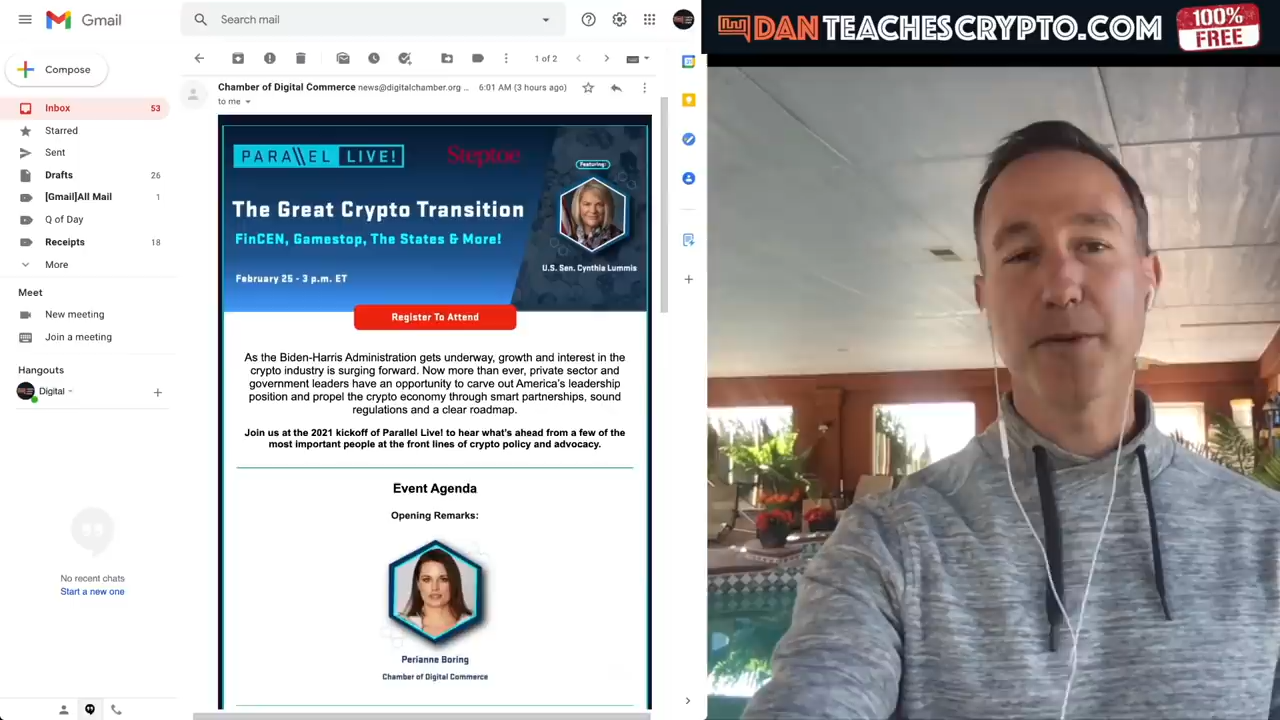 Gmail
Search mail
DANTEACHESCRYPTO.COM
100%
FREE
Compose
1 of 2
Inbox 53
Starred
Sent
Drafts 26
[Gmail]All Mail 1
Q of Day
Receipts 18
More
Meet
New meeting
Join a meeting
Hangouts
Digital
No recent chats
Start a new one
Chamber of Digital Commerce news@digitalchamber.org .. 6:01 AM (3 hours ago)
to me
PARALLEL LIVE!
Steptoe
Featuring:
The Great Crypto Transition
FinCEN, Gamestop, The States & More!
February 25 - 3 p.m. ET
U.S. Sen. Cynthia Lummis
Register To Attend
As the Biden-Harris Administration gets underway, growth and interest in the
crypto industry is surging forward. Now more than ever, private sector and
government leaders have an opportunity to carve out America's leadership
position and propel the crypto economy through smart partnerships, sound
regulations and a clear roadmap.
Join us at the 2021 kickoff of Parallel Live! to hear what's ahead from a few of the
most important people at the front lines of crypto policy and advocacy.
Event Agenda
Opening Remarks:
Perianne Boring
Chamber of Digital Commerce